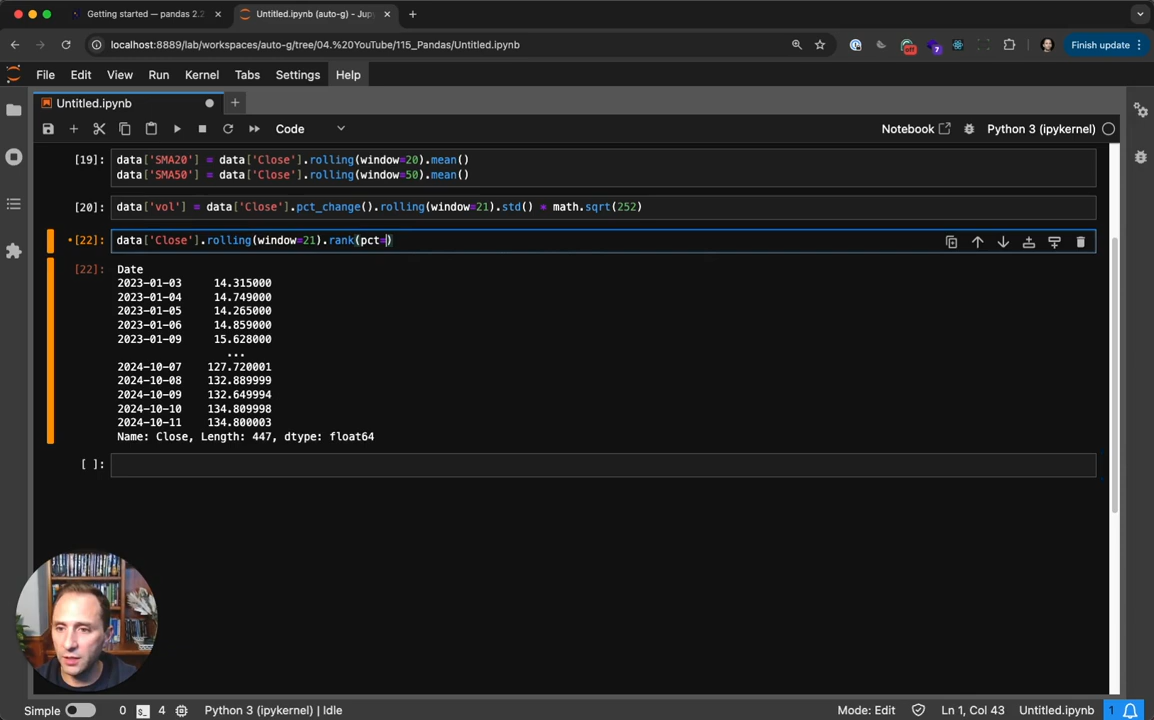 Getting started — pandas 2.2
Untitled.ipynb (auto-g) - Jup
localhost:8889/lab/workspaces/auto-g/tree/04.%20YouTube/115_Pandas/Untitled.ipynb
off
7
Finish update
File Edit View Run Kernel Tabs Settings Help
Untitled.ipynb
Code
Notebook
Python 3 (ipykernel)
[19]: data['SMA20'] = data['Close'].rolling(window=20).mean()
data['SMA50'] = data['Close'].rolling(window=50).mean()
[20]: data['vol'] = data['Close'].pct_change().rolling(window=21).std() * math.sqrt(252)
[22]: data['Close'].rolling(window=21).rank(pct=)
[22]: Date
2023-01-03 14.315000
2023-01-04 14.749000
2023-01-05 14.265000
2023-01-06 14.859000
2023-01-09 15.628000
...
2024-10-07 127.720001
2024-10-08 132.889999
2024-10-09 132.649994
2024-10-10 134.809998
2024-10-11 134.800003
Name: Close, Length: 447, dtype: float64
[ ]:
Simple 0 $_ 4 Python 3 (ipykernel) | Idle Mode: Edit Ln 1, Col 43 Untitled.ipynb 1